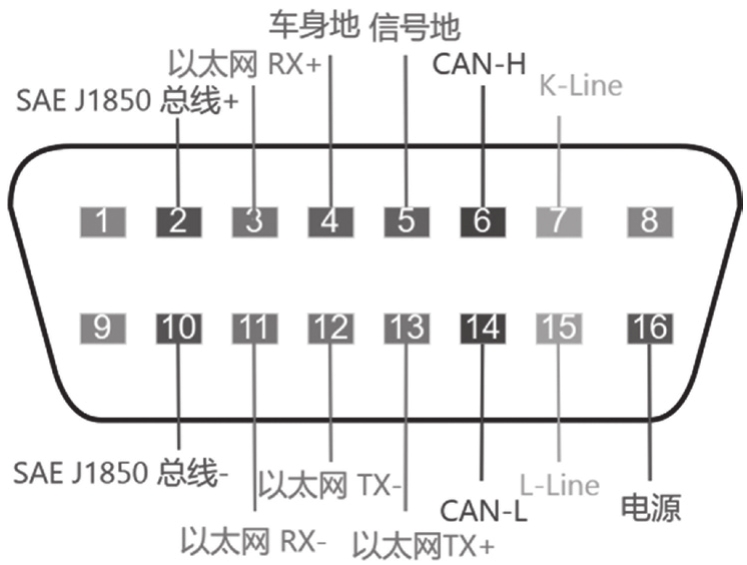 车身地 信号地
以太网 RX+
CAN-H
K-Line
SAE J1850 总线+
1 2 3 4 5 6 7 8
9 10 11 12 13 14 15 16
SAE J1850 总线-
以太网 TX-
L-Line
CAN-L
电源
以太网 RX-
以太网TX+